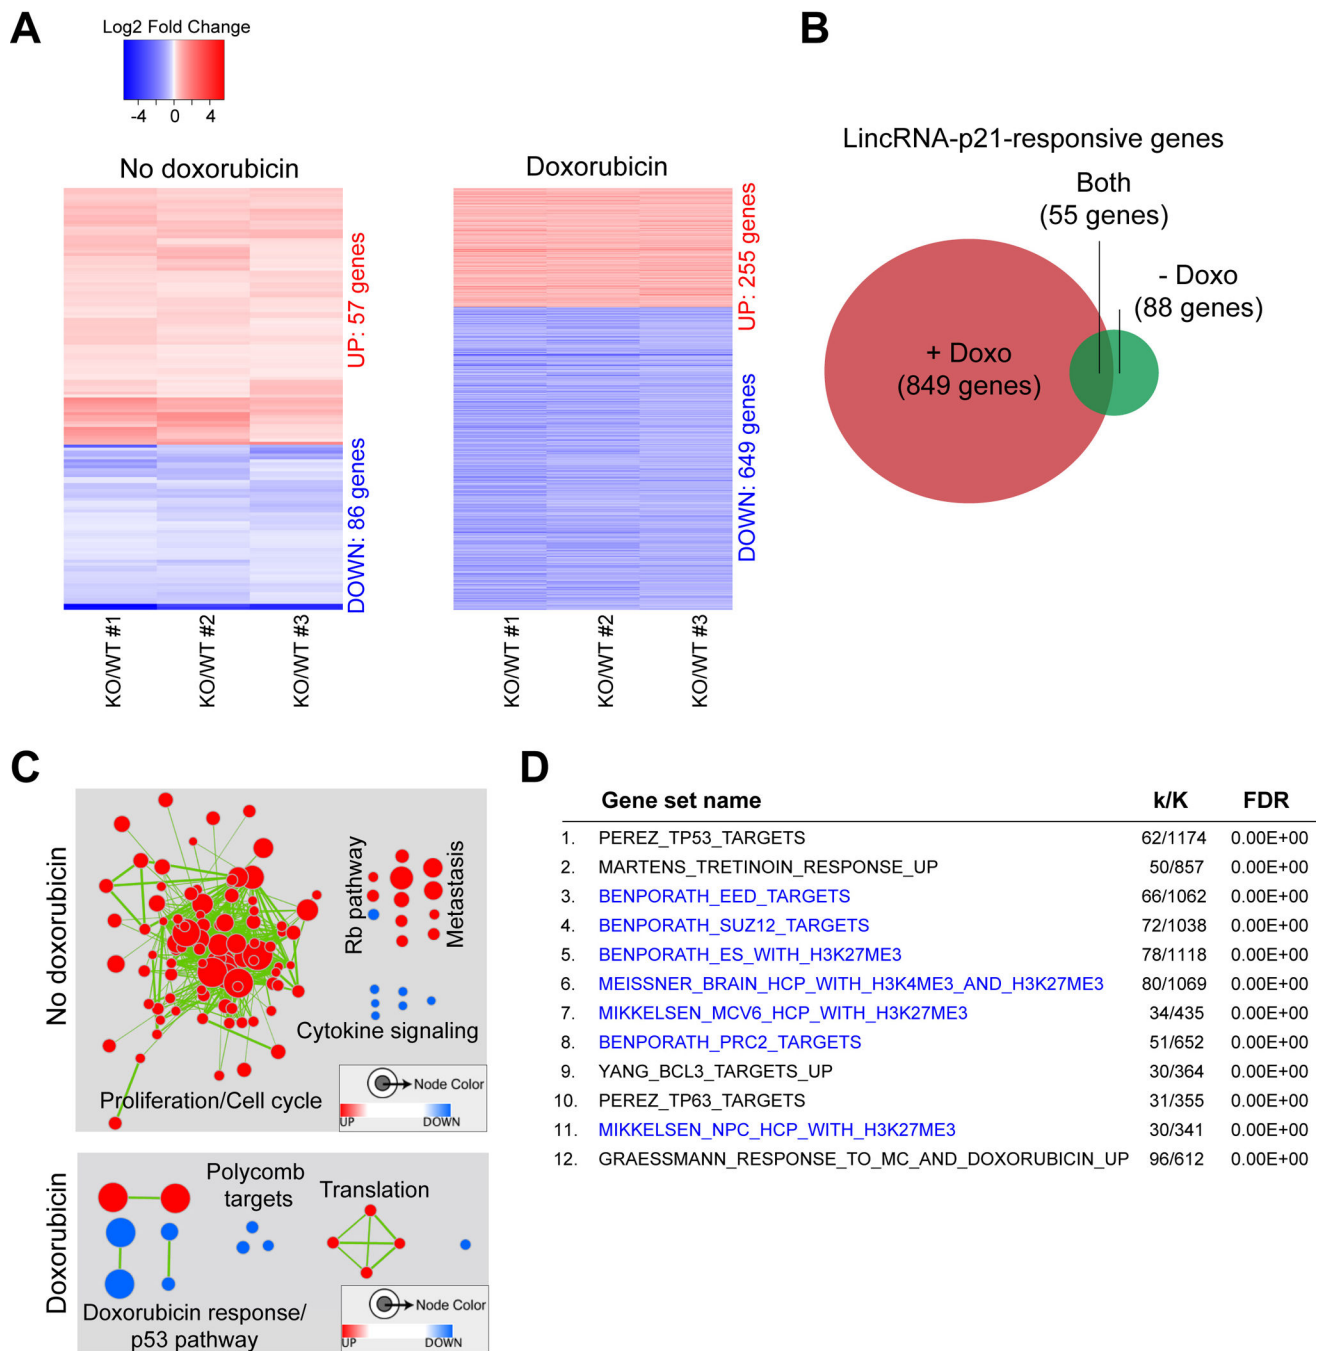 A
Log2 Fold Change
-4 0 4
No doxorubicin
UP: 57 genes
DOWN: 86 genes
KO/WT #1
KO/WT #2
KO/WT #3
Doxorubicin
UP: 255 genes
DOWN: 649 genes
KO/WT #1
KO/WT #2
KO/WT #3
B
LincRNA-p21-responsive genes
Both
(55 genes)
- Doxo
(88 genes)
+ Doxo
(849 genes)
C
No doxorubicin
Rb pathway
Metastasis
Cytokine signaling
Proliferation/Cell cycle
Node Color
UP DOWN
Doxorubicin
Polycomb
targets
Translation
Doxorubicin response/
p53 pathway
Node Color
UP DOWN
D
Gene set name k/K FDR
1. PEREZ_TP53_TARGETS 62/1174 0.00E+00
2. MARTENS_TRETINOIN_RESPONSE_UP 50/857 0.00E+00
3. BENPORATH_EED_TARGETS 66/1062 0.00E+00
4. BENPORATH_SUZ12_TARGETS 72/1038 0.00E+00
5. BENPORATH_ES_WITH_H3K27ME3 78/1118 0.00E+00
6. MEISSNER_BRAIN_HCP_WITH_H3K4ME3_AND_H3K27ME3 80/1069 0.00E+00
7. MIKKELSEN_MCV6_HCP_WITH_H3K27ME3 34/435 0.00E+00
8. BENPORATH_PRC2_TARGETS 51/652 0.00E+00
9. YANG_BCL3_TARGETS_UP 30/364 0.00E+00
10. PEREZ_TP63_TARGETS 31/355 0.00E+00
11. MIKKELSEN_NPC_HCP_WITH_H3K27ME3 30/341 0.00E+00
12. GRAESSMANN_RESPONSE_TO_MC_AND_DOXORUBICIN_UP 96/612 0.00E+00